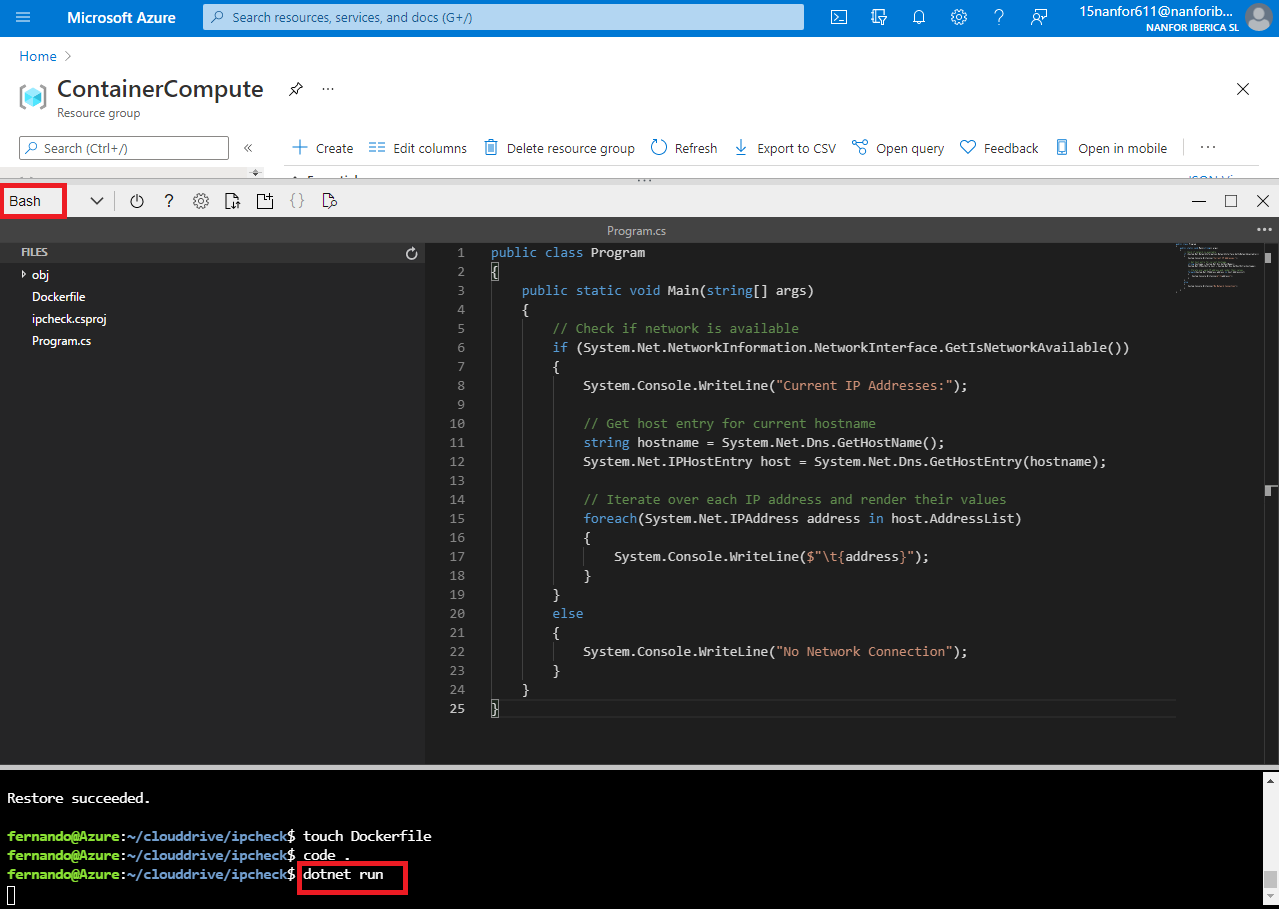 Microsoft Azure
Search resources, services, and docs (G+/)
15nanfor611@nanforib...
NANFOR IBERICA SL
Home
ContainerCompute
Resource group
Search (Ctrl+/)
Create
Edit columns
Delete resource group
Refresh
Export to CSV
Open query
Feedback
Open in mobile
Bash
Program.cs
FILES
obj
Dockerfile
ipcheck.csproj
Program.cs
1 public class Program
2 {
3 public static void Main(string[] args)
4 {
5 // Check if network is available
6 if (System.Net.NetworkInformation.NetworkInterface.GetIsNetworkAvailable())
7 {
8 System.Console.WriteLine("Current IP Addresses:");
9
10 // Get host entry for current hostname
11 string hostname = System.Net.Dns.GetHostName();
12 System.Net.IPHostEntry host = System.Net.Dns.GetHostEntry(hostname);
13
14 // Iterate over each IP address and render their values
15 foreach(System.Net.IPAddress address in host.AddressList)
16 {
17 System.Console.WriteLine($"\t{address}");
18 }
19 }
20 else
21 {
22 System.Console.WriteLine("No Network Connection");
23 }
24 }
25 }
Restore succeeded.
fernando@Azure:~/clouddrive/ipcheck$ touch Dockerfile
fernando@Azure:~/clouddrive/ipcheck$ code .
fernando@Azure:~/clouddrive/ipcheck$ dotnet run